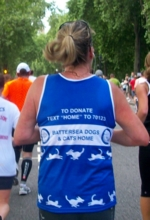 TO DONATE
TEXT "HOME" TO 70123
BATTERSEA DOGS
& CATS HOME